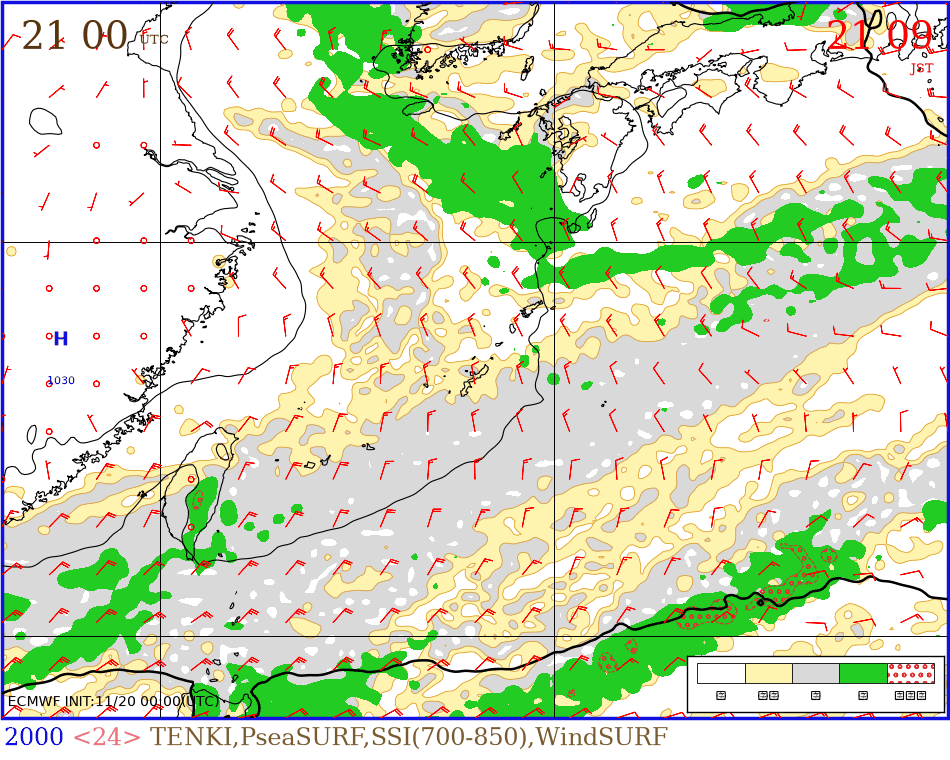 21 00 UTC
21 09
JST
H
1030
ECMWF INIT:11/20 00:00(UTC)
2000 <24> TENKI,PseaSURF,SSI(700-850),WindSURF